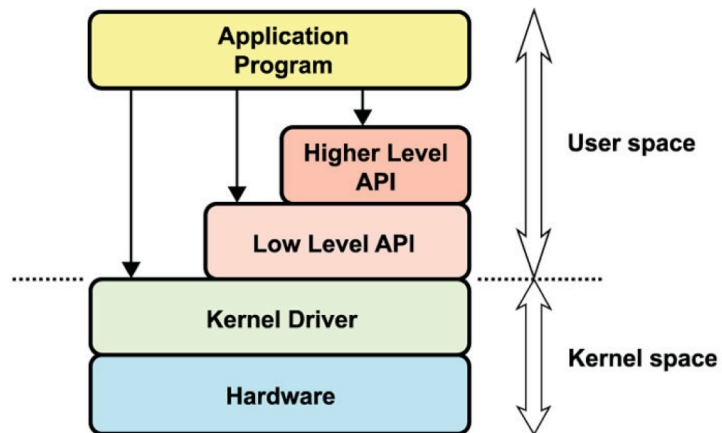 Application
Program
Higher Level
API
User space
Low Level API
Kernel Driver
Kernel space
Hardware